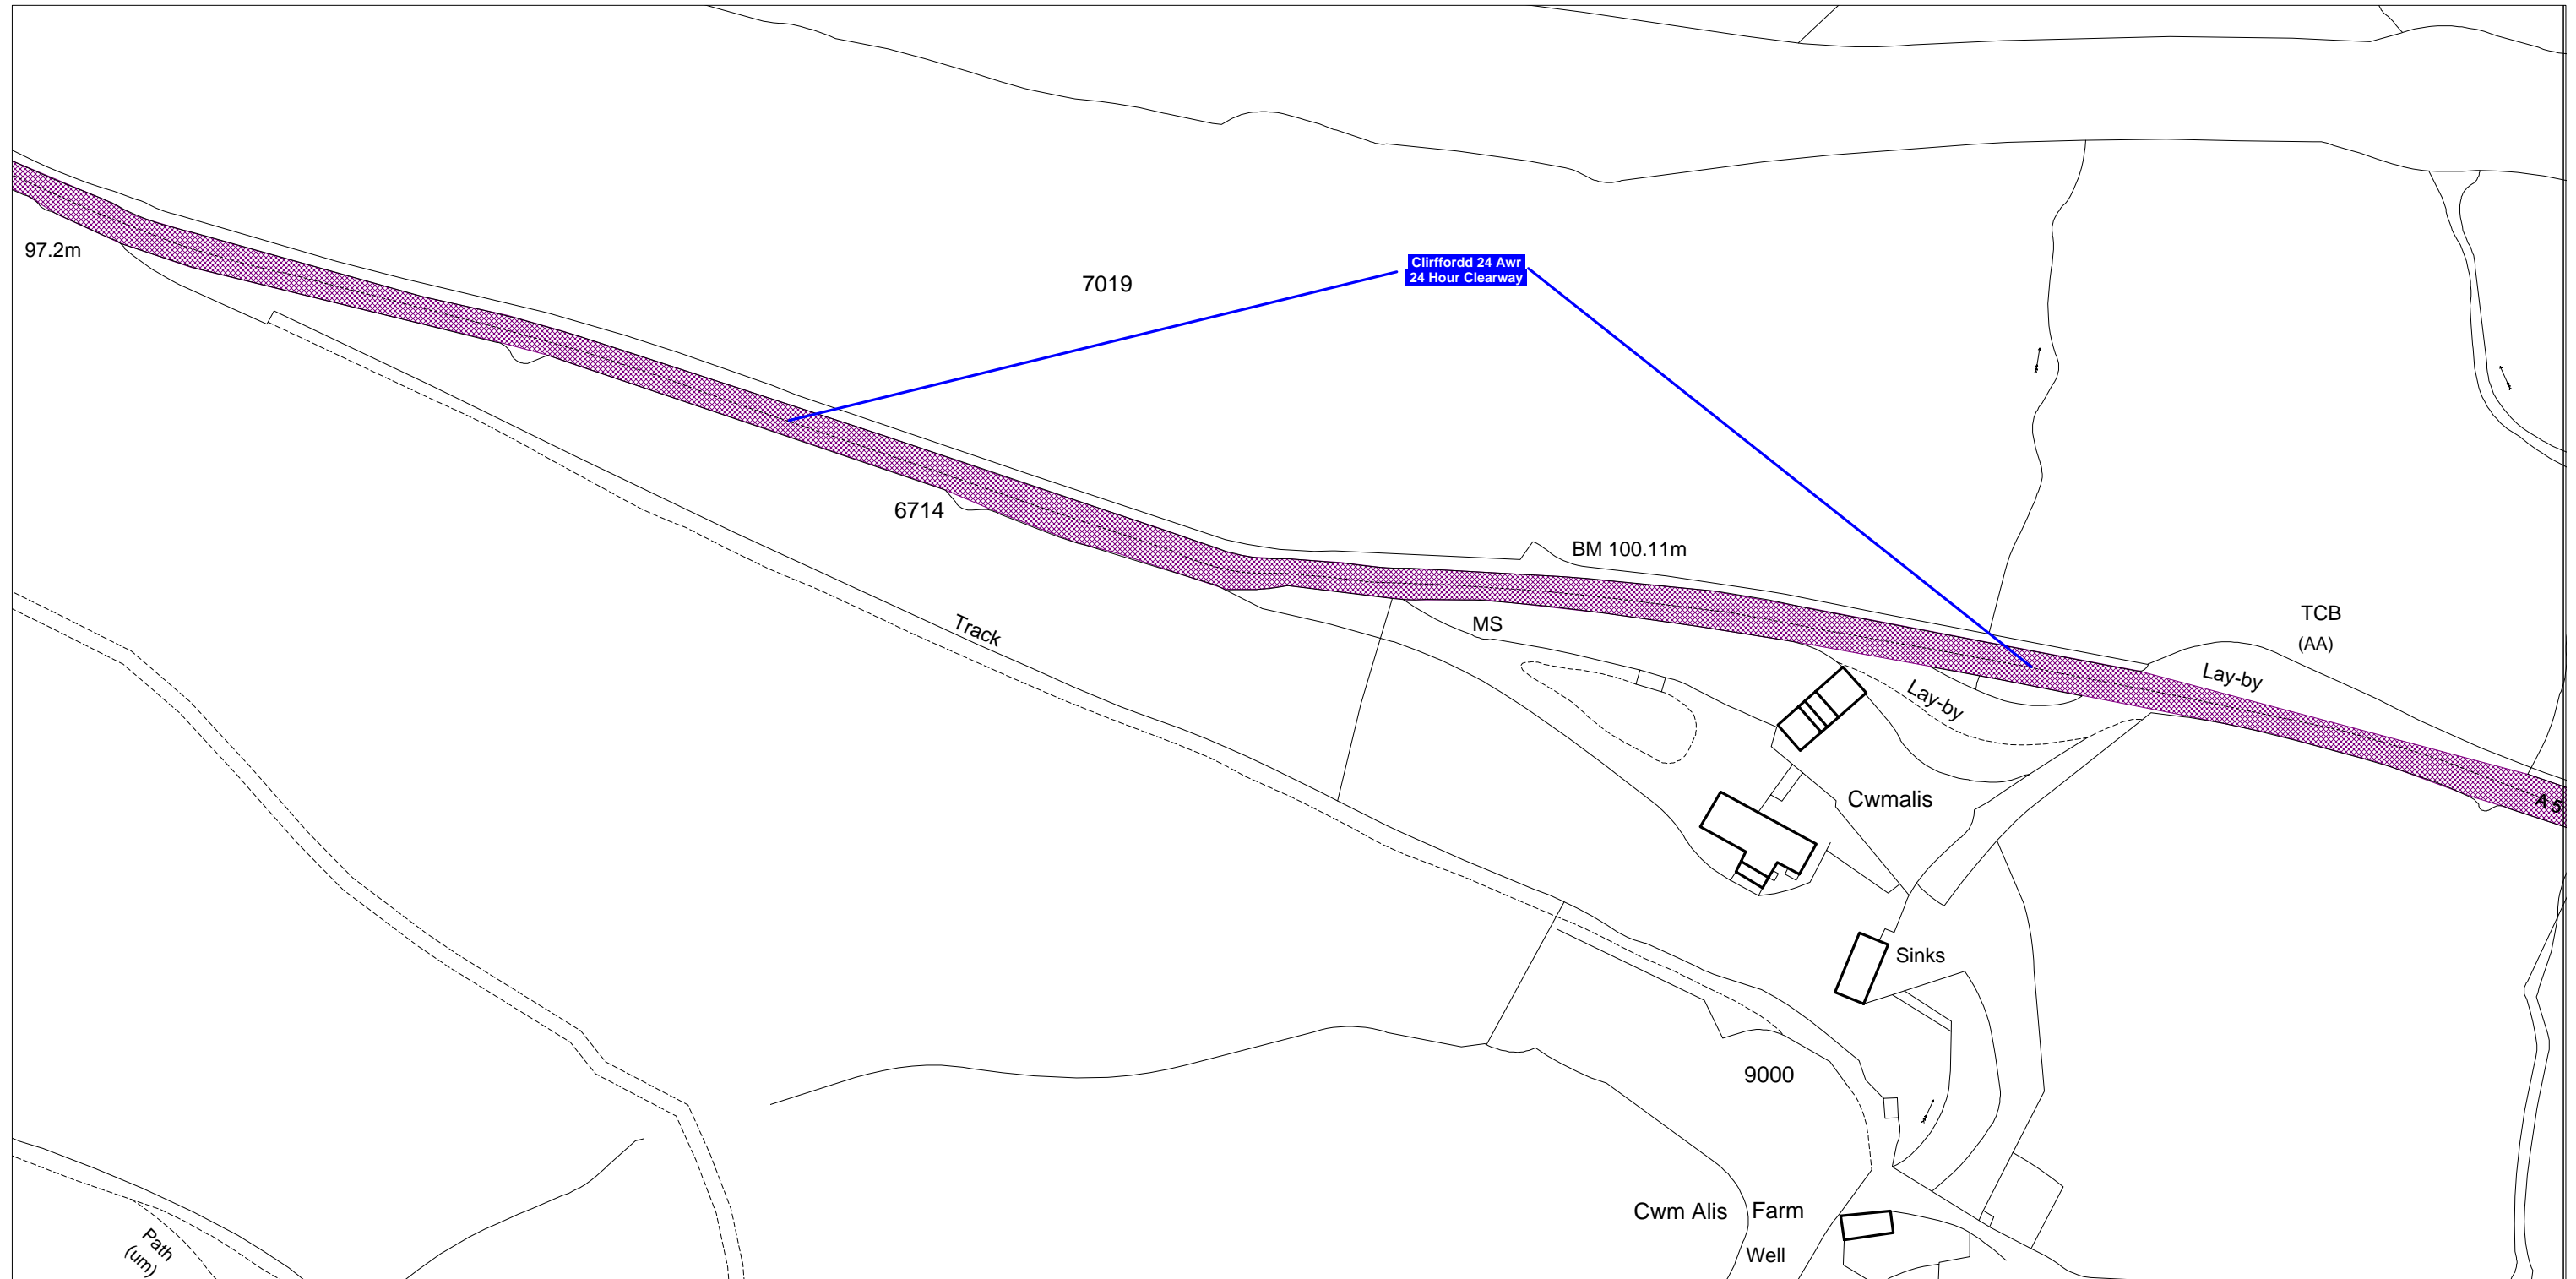 97.2m
7019
Clirffordd 24 Awr
24 Hour Clearway
6714
BM 100.11m
MS
Track
TCB
(AA)
Lay-by
Lay-by
A 5
Cwmalis
Sinks
9000
Cwm Alis Farm
Well
Path
(um)